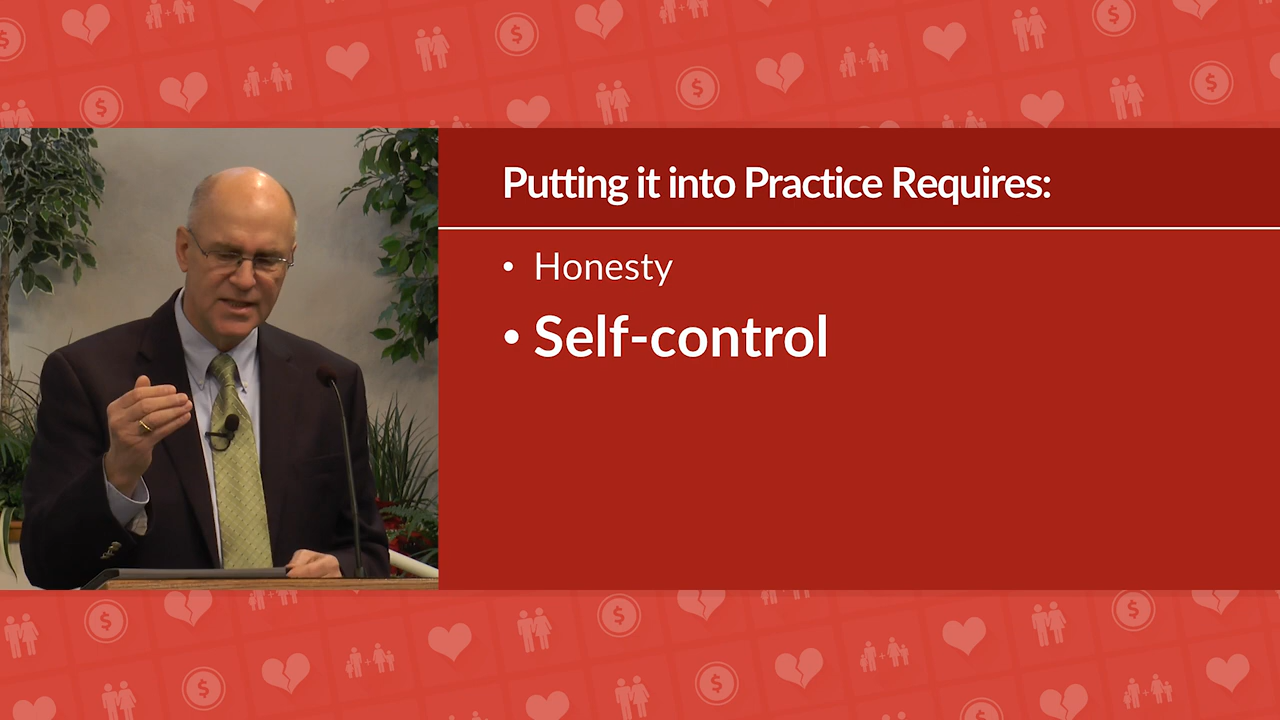 Putting it into Practice Requires:
• Honesty
• Self-control